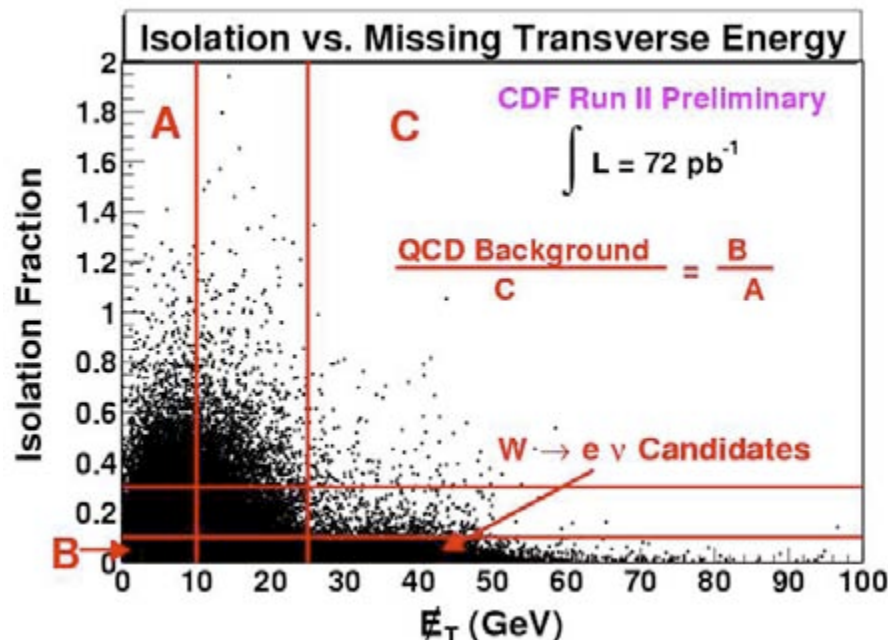 Isolation vs. Missing Transverse Energy
CDF Run II Preliminary
∫ L = 72 pb⁻¹
A
C
QCD Background / C = B / A
W → e ν Candidates
B
Isolation Fraction
2
1.8
1.6
1.4
1.2
1
0.8
0.6
0.4
0.2
0
0 10 20 30 40 50 60 70 80 90 100
E̸_T (GeV)